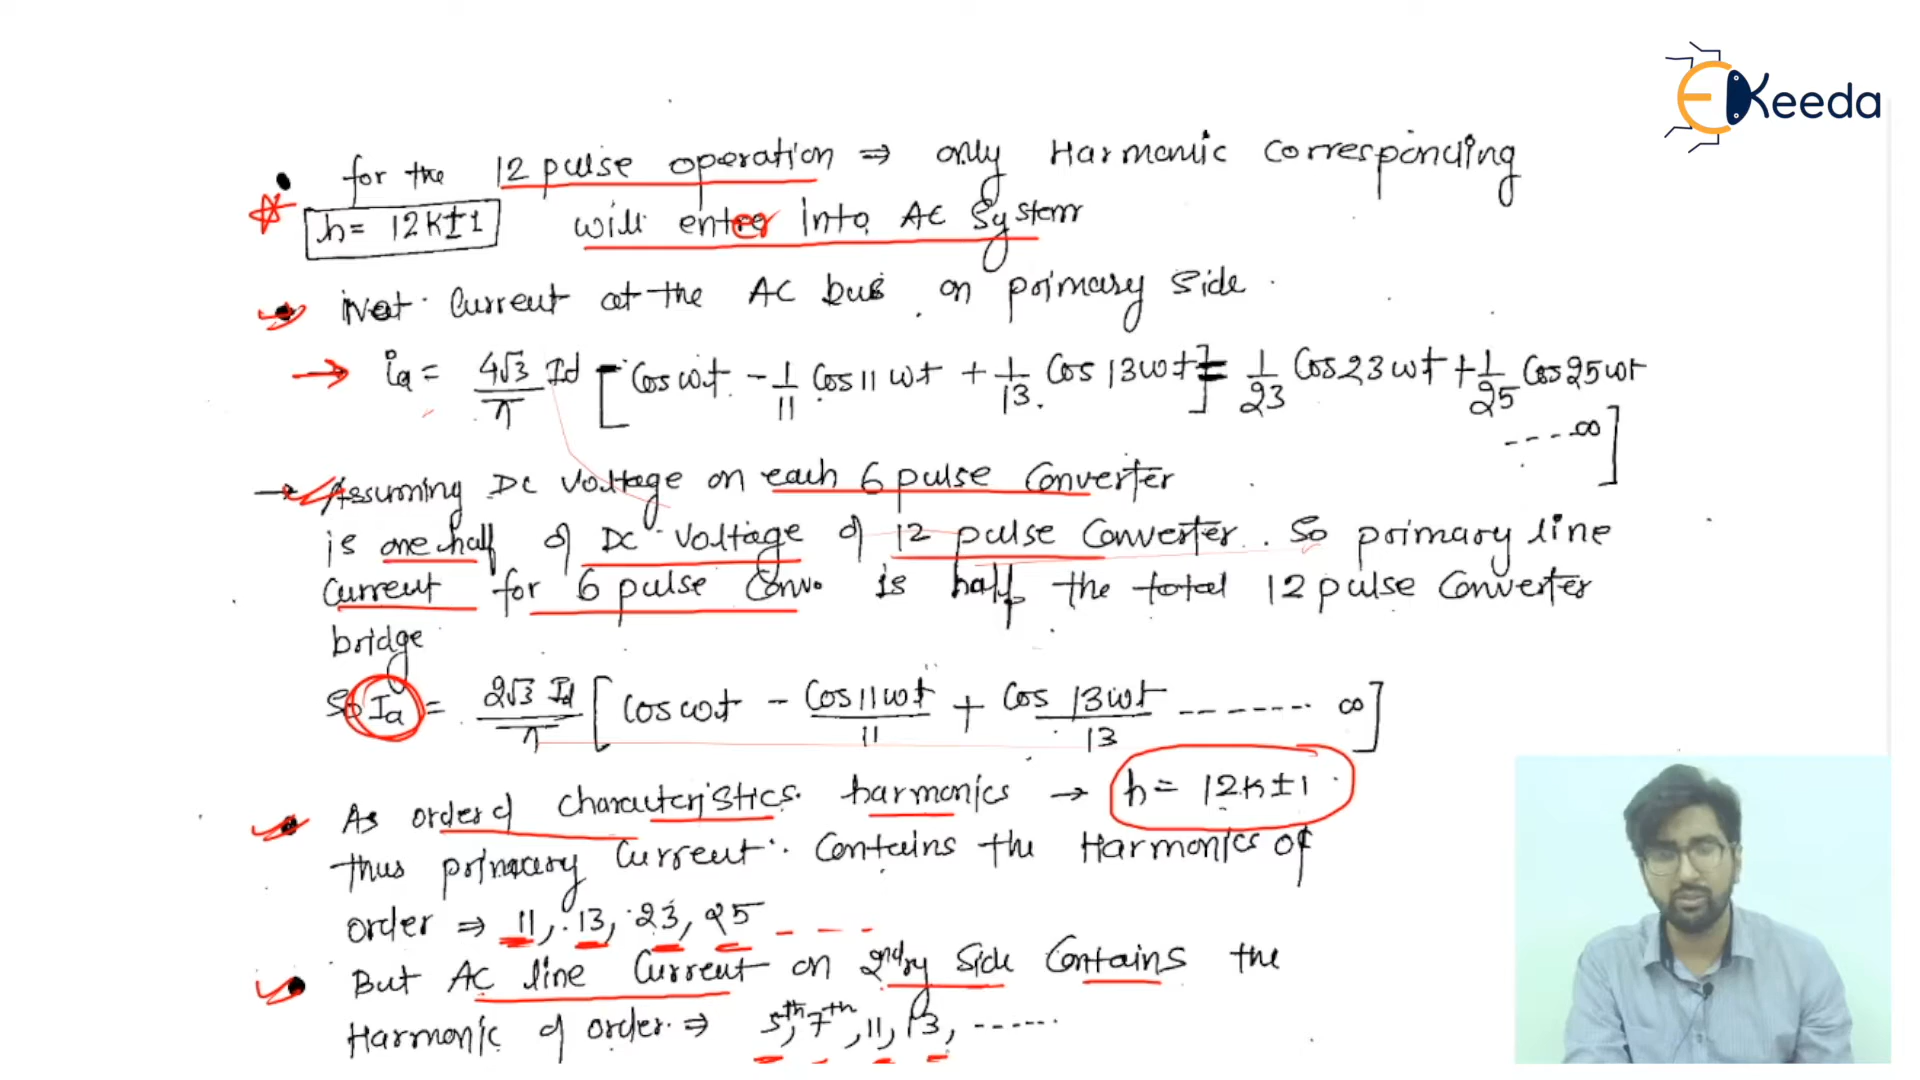 EKeeda
for the 12 pulse operation ⇒ only Harmonic corresponding
h = 12K±1 will enter into AC System
Net current at the AC bus on primary side.
→ ia = 4√3/π Id [cos ωt - 1/11 cos 11 ωt + 1/13 cos 13ωt] = 1/23 cos 23 ωt + 1/25 cos 25 ωt
----∞]
→ Assuming DC voltage on each 6 pulse converter
is one half of DC voltage of 12 pulse converter. So primary line
current for 6 pulse Conv. is half the total 12 pulse converter
bridge
So Ia = 2√3 Id/π [cos ωt - cos 11ωt/11 + cos 13ωt/13 ------- ∞]
As order of characteristics harmonics → h = 12K±1
thus primary current. contains the Harmonics of
order ⇒ 11, 13, 23, 25 ----
But AC line current on 2ndry side contains the
Harmonic of order ⇒ 5th, 7th, 11, 13, ------